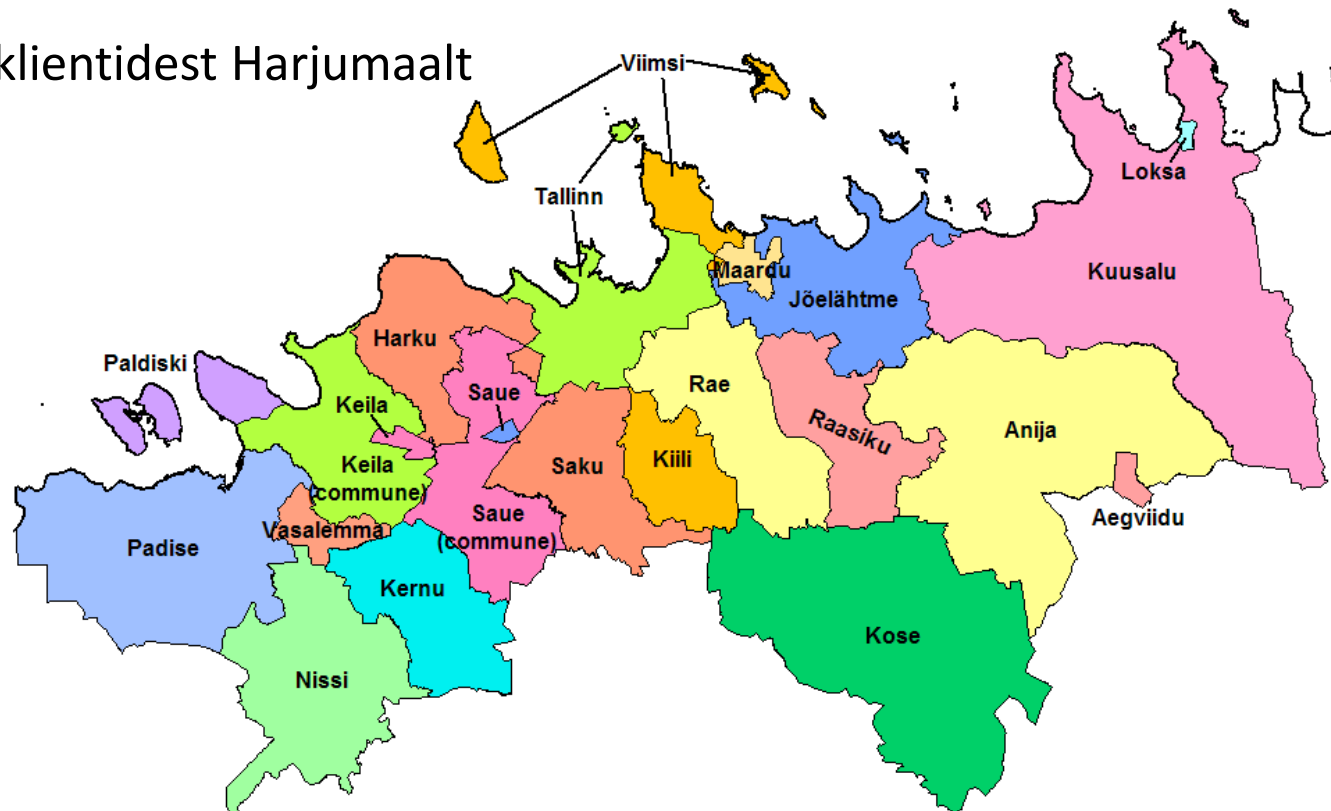 klientidest Harjumaalt
Viimsi
Tallinn
Loksa
Maardu
Kuusalu
Jõelähtme
Harku
Paldiski
Rae
Saue
Keila
Raasiku
Anija
Kiili
Saku
Keila
(commune)
Aegviidu
Saue
(commune)
Vasalemma
Padise
Kernu
Kose
Nissi